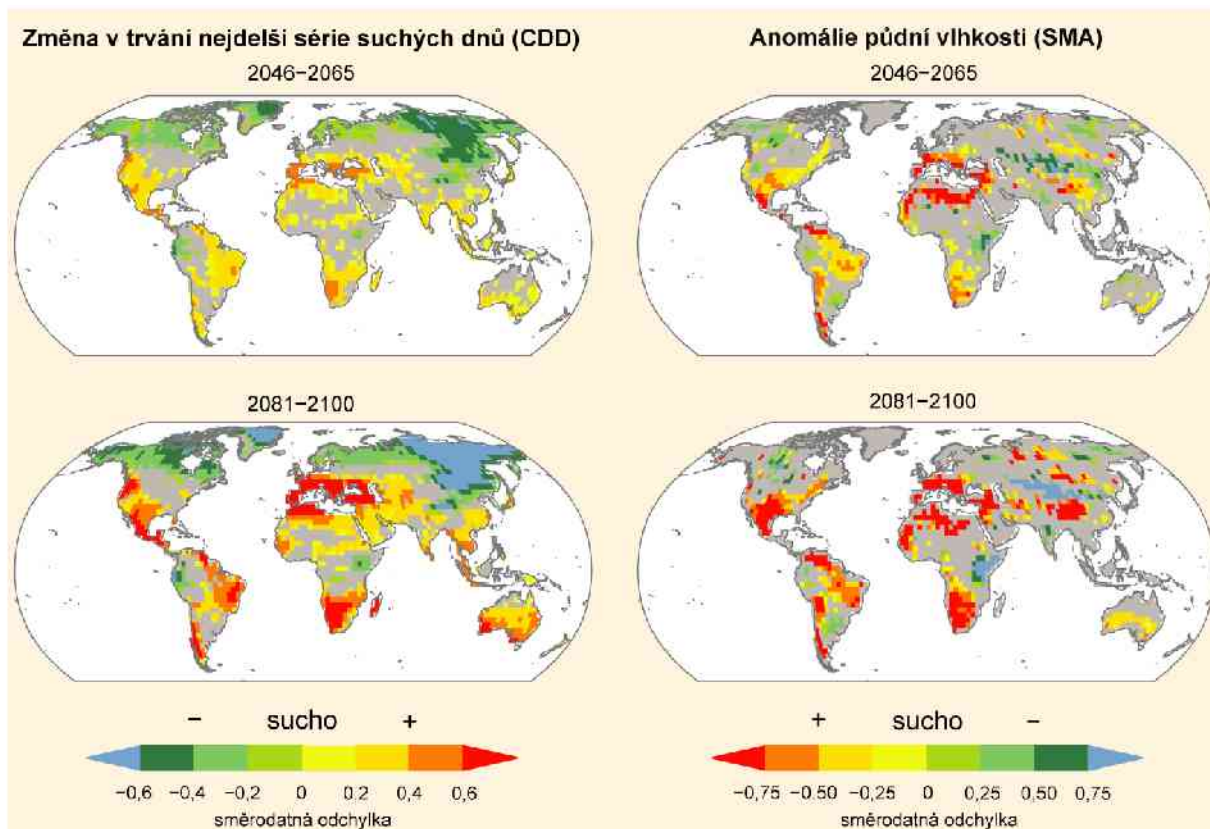 Změna v trvání nejdelší série suchých dnů (CDD)
2046−2065
2081−2100
− sucho +
−0,6 −0,4 −0,2 0 0,2 0,4 0,6
směrodatná odchylka
Anomálie půdní vlhkosti (SMA)
2046−2065
2081−2100
+ sucho −
−0,75 −0.50 −0,25 0 0,25 0,50 0,75
směrodatná odchylka